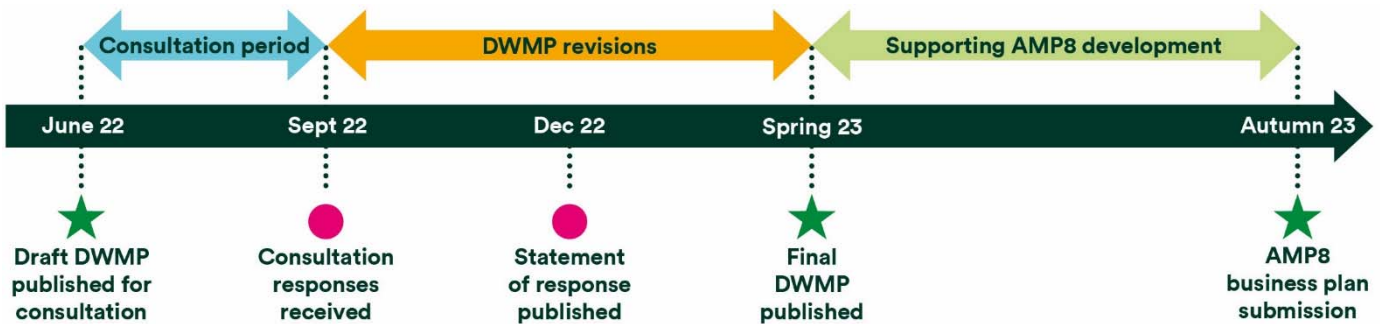 Consultation period
DWMP revisions
Supporting AMP8 development
June 22
Sept 22
Dec 22
Spring 23
Autumn 23
Draft DWMP
published for
consultation
Consultation
responses
received
Statement
of response
published
Final
DWMP
published
AMP8
business plan
submission